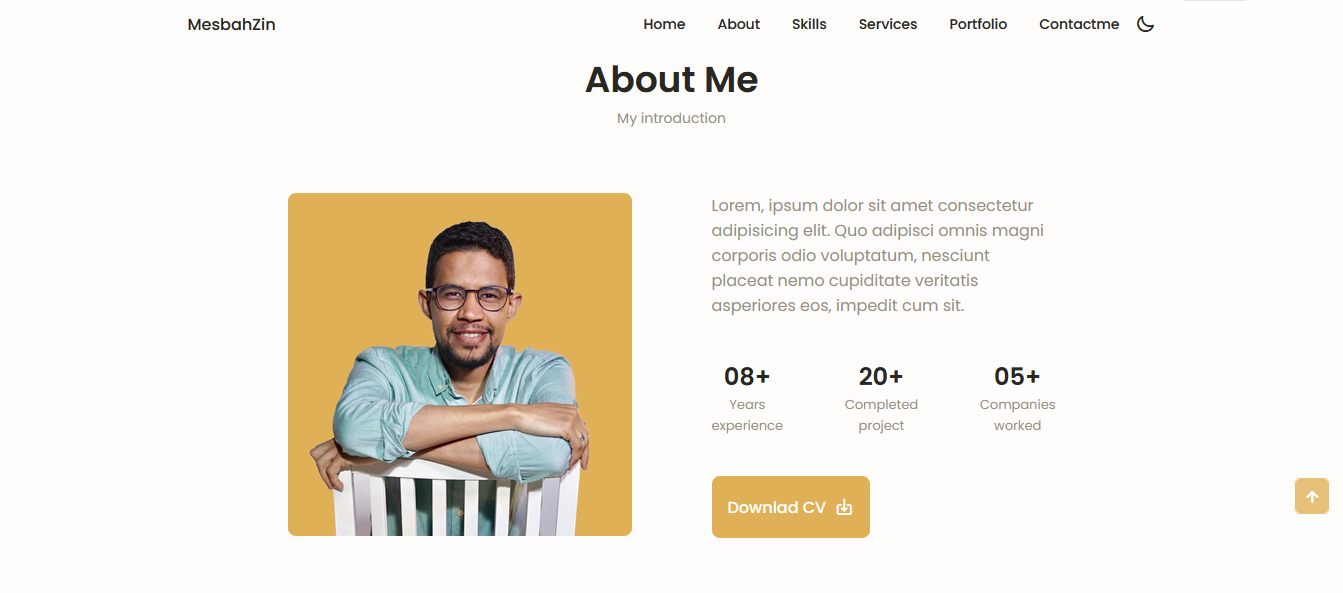 MesbahZin
Home About Skills Services Portfolio Contactme
About Me
My introduction
Lorem, ipsum dolor sit amet consectetur
adipisicing elit. Quo adipisci omnis magni
corporis odio voluptatum, nesciunt
placeat nemo cupiditate veritatis
asperiores eos, impedit cum sit.
08+ 20+ 05+
Years Completed Companies
experience project worked
Downlad CV